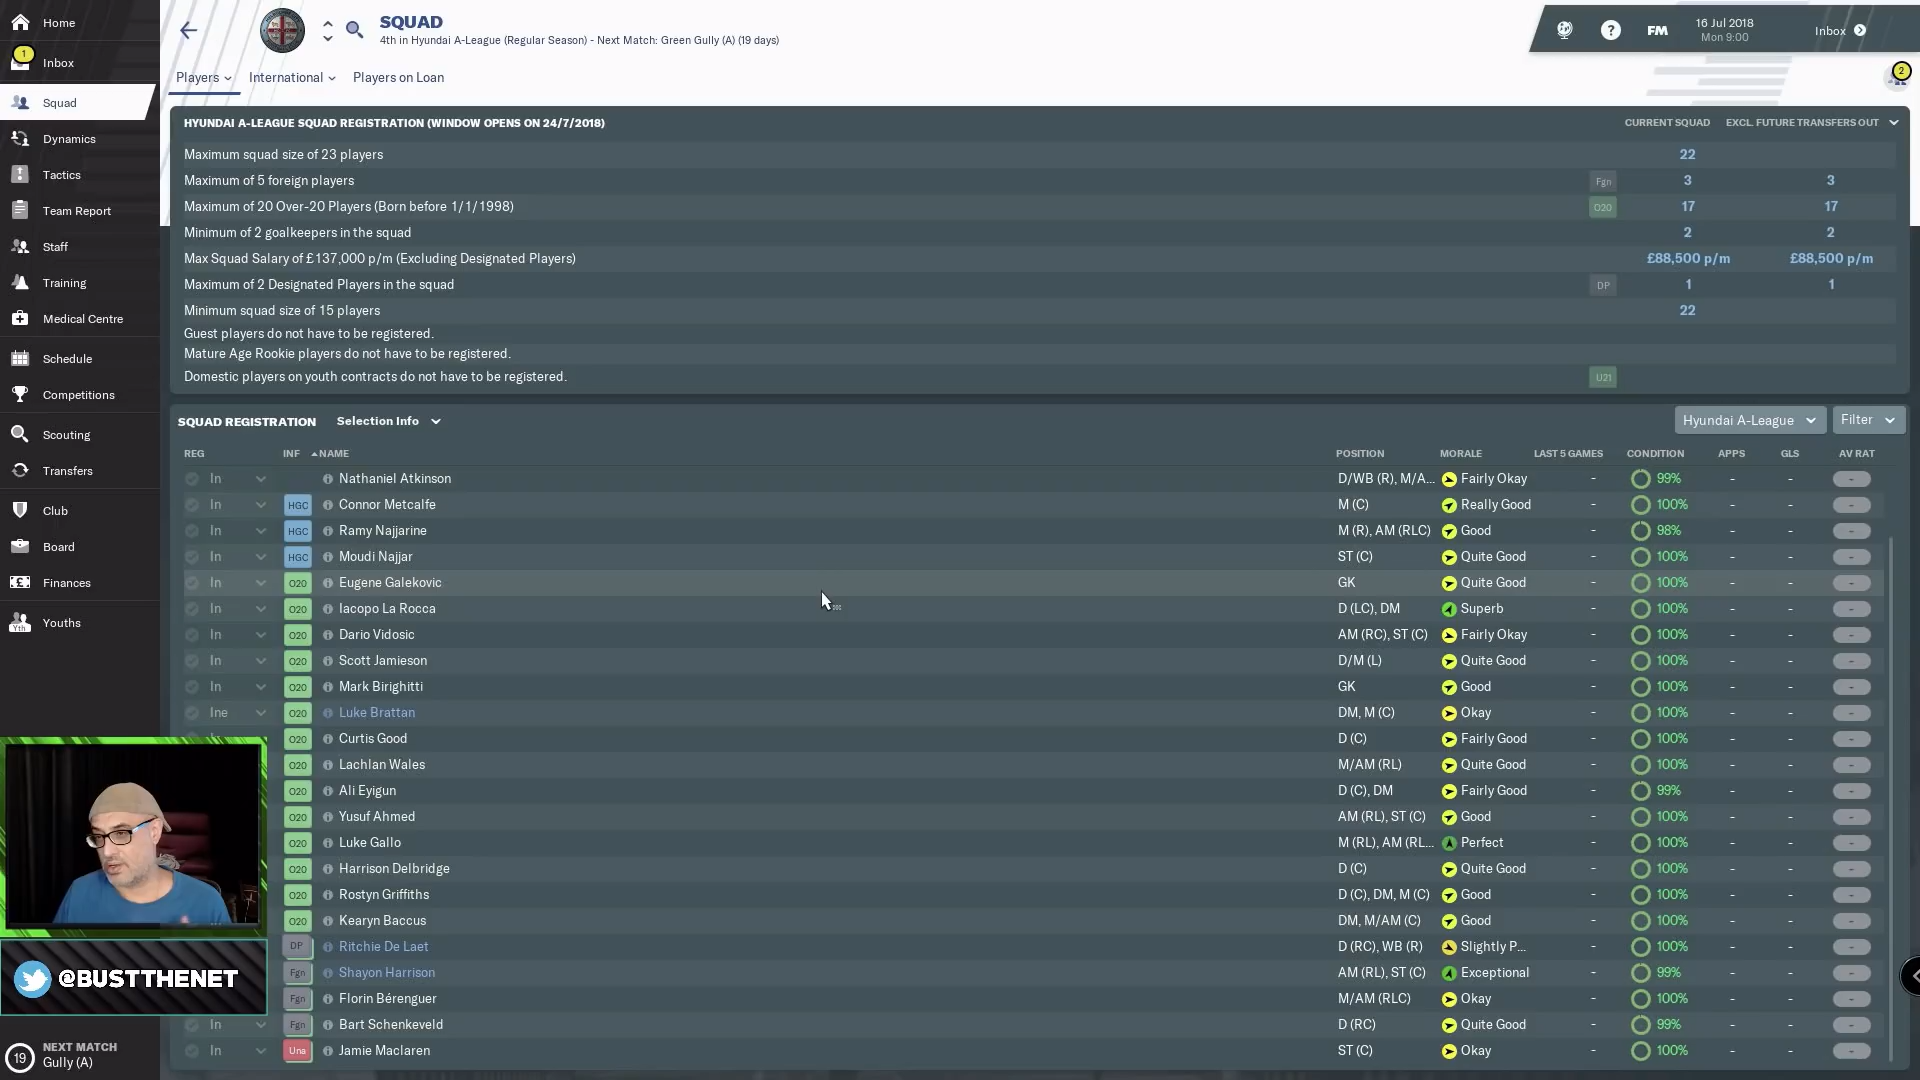 Home
1
Inbox
Squad
Dynamics
Tactics
Team Report
Staff
Training
Medical Centre
Schedule
Competitions
Scouting
Transfers
Club
Board
Finances
Yth Youths
@BUSTTHENET
19 NEXT MATCH
Gully (A)
SQUAD
4th in Hyundai A-League (Regular Season) - Next Match: Green Gully (A) (19 days)
? FM 16 Jul 2018 Inbox
Mon 9:00
Players International Players on Loan
2
HYUNDAI A-LEAGUE SQUAD REGISTRATION (WINDOW OPENS ON 24/7/2018) CURRENT SQUAD EXCL. FUTURE TRANSFERS OUT
Maximum squad size of 23 players 22
Maximum of 5 foreign players Fgn 3 3
Maximum of 20 Over-20 Players (Born before 1/1/1998) O20 17 17
Minimum of 2 goalkeepers in the squad 2 2
Max Squad Salary of £137,000 p/m (Excluding Designated Players) £88,500 p/m £88,500 p/m
Maximum of 2 Designated Players in the squad DP 1 1
Minimum squad size of 15 players 22
Guest players do not have to be registered.
Mature Age Rookie players do not have to be registered.
Domestic players on youth contracts do not have to be registered. U21
SQUAD REGISTRATION Selection Info Hyundai A-League Filter
REG INF NAME POSITION MORALE LAST 5 GAMES CONDITION APPS GLS AV RAT
In Nathaniel Atkinson D/WB (R), M/A... Fairly Okay - 99% - - -
In HGC Connor Metcalfe M (C) Really Good - 100% - - -
In HGC Ramy Najjarine M (R), AM (RLC) Good - 98% - - -
In HGC Moudi Najjar ST (C) Quite Good - 100% - - -
In O20 Eugene Galekovic GK Quite Good - 100% - - -
In O20 Iacopo La Rocca D (LC), DM Superb - 100% - - -
In O20 Dario Vidosic AM (RC), ST (C) Fairly Okay - 100% - - -
In O20 Scott Jamieson D/M (L) Quite Good - 100% - - -
In O20 Mark Birighitti GK Good - 100% - - -
Ine O20 Luke Brattan DM, M (C) Okay - 100% - - -
O20 Curtis Good D (C) Fairly Good - 100% - - -
O20 Lachlan Wales M/AM (RL) Quite Good - 100% - - -
O20 Ali Eyigun D (C), DM Fairly Good - 99% - - -
O20 Yusuf Ahmed AM (RL), ST (C) Good - 100% - - -
O20 Luke Gallo M (RL), AM (RL... Perfect - 100% - - -
O20 Harrison Delbridge D (C) Quite Good - 100% - - -
O20 Rostyn Griffiths D (C), DM, M (C) Good - 100% - - -
O20 Kearyn Baccus DM, M/AM (C) Good - 100% - - -
DP Ritchie De Laet D (RC), WB (R) Slightly P... - 100% - - -
Fgn Shayon Harrison AM (RL), ST (C) Exceptional - 99% - - -
Fgn Florin Bérenguer M/AM (RLC) Okay - 100% - - -
In Fgn Bart Schenkeveld D (RC) Quite Good - 99% - - -
In Una Jamie Maclaren ST (C) Okay - 100% - - -